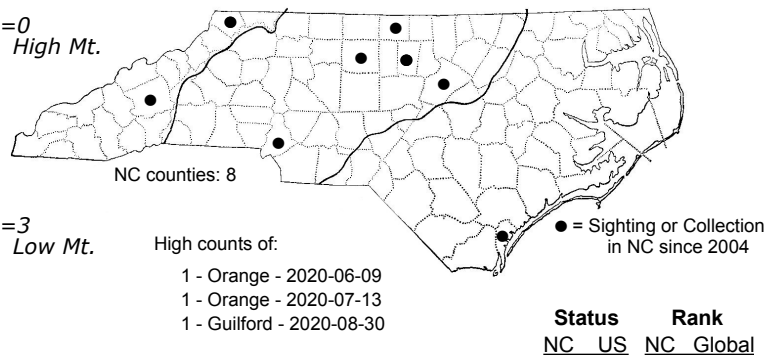 =0
High Mt.
NC counties: 8
=3
Low Mt.
High counts of:
1 - Orange - 2020-06-09
1 - Orange - 2020-07-13
1 - Guilford - 2020-08-30
● = Sighting or Collection
in NC since 2004
Status Rank
NC US NC Global